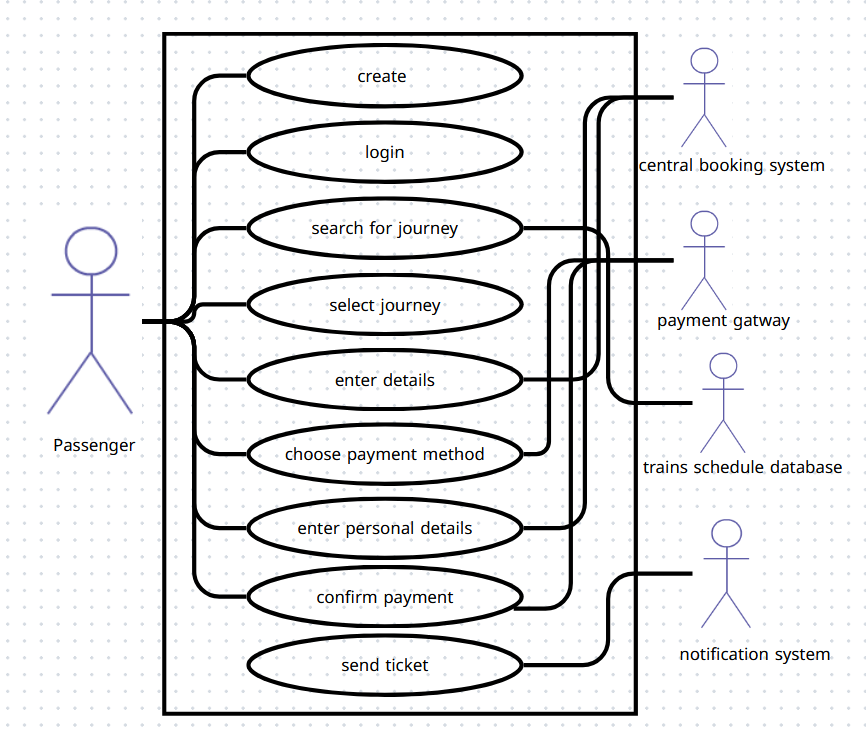 create
login
search for journey
select journey
enter details
choose payment method
enter personal details
confirm payment
send ticket
Passenger
central booking system
payment gatway
trains schedule database
notification system